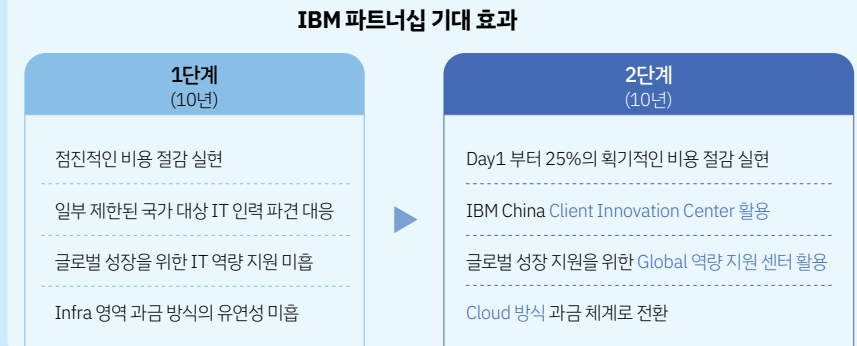 IBM 파트너십 기대 효과
1단계
(10년)
점진적인 비용 절감 실현
일부 제한된 국가 대상 IT 인력 파견 대응
글로벌 성장을 위한 IT 역량 지원 미흡
Infra 영역 과금 방식의 유연성 미흡
2단계
(10년)
Day1 부터 25%의 획기적인 비용 절감 실현
IBM China Client Innovation Center 활용
글로벌 성장 지원을 위한 Global 역량 지원 센터 활용
Cloud 방식 과금 체계로 전환